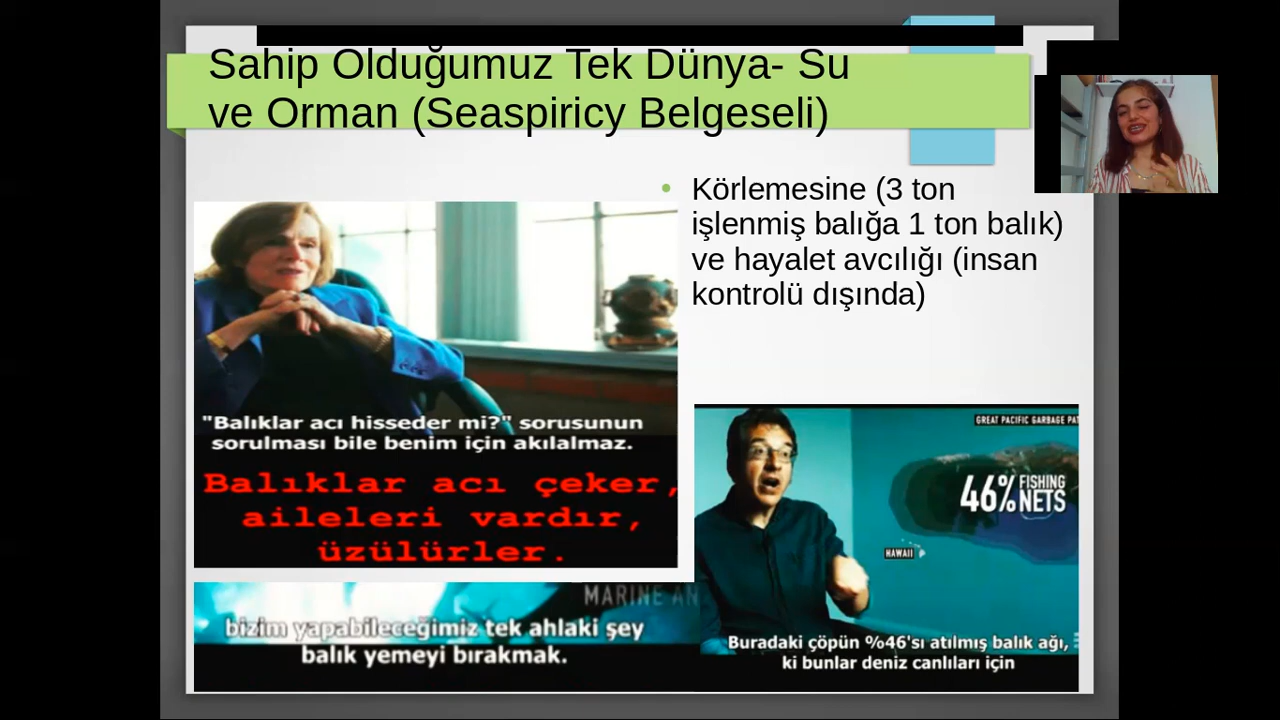 Sahip Olduğumuz Tek Dünya- Su
ve Orman (Seaspiricy Belgeseli)
• Körlemesine (3 ton
işlenmiş balığa 1 ton balık)
ve hayalet avcılığı (insan
kontrolü dışında)
"Balıklar acı hisseder mi?" sorusunun
sorulması bile benim için akılalmaz.
Balıklar acı çeker,
aileleri vardır,
üzülürler.
MARINE AN
bizim yapabileceğimiz tek ahlaki şey
balık yemeyi bırakmak.
GREAT PACIFIC GARBAGE PAT
46% FISHING
NETS
HAWAII
Buradaki çöpün %46'sı atılmış balık ağı,
ki bunlar deniz canlıları için